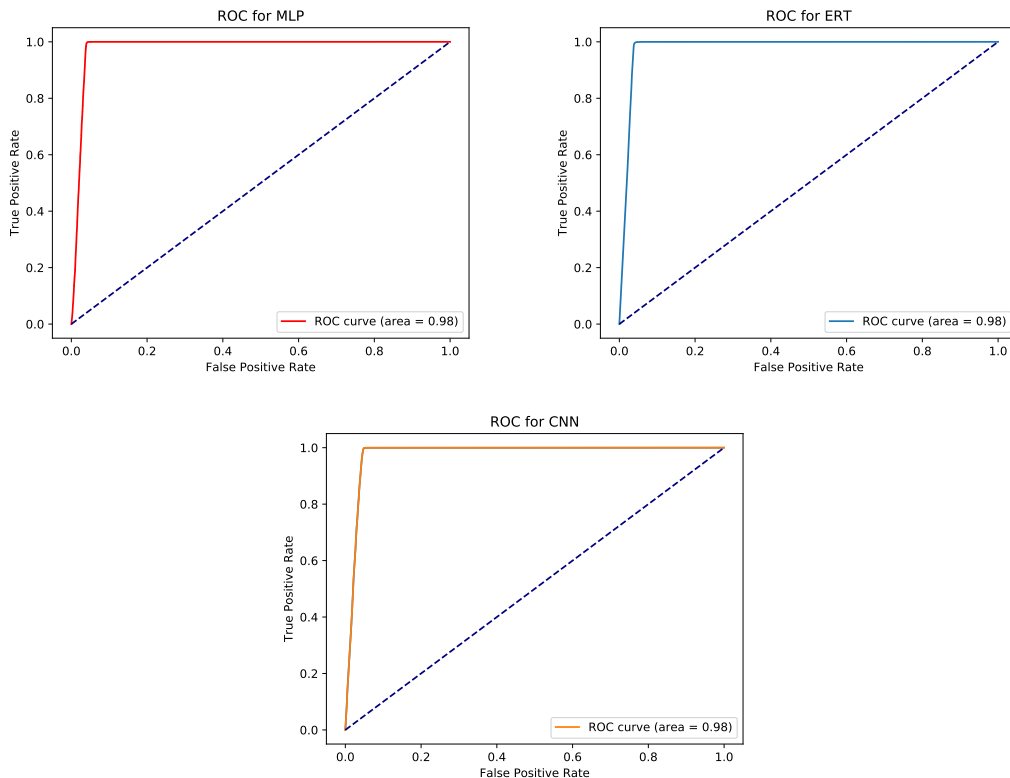 ROC for MLP
1.0
0.8
0.6
0.4
0.2
0.0
True Positive Rate
ROC curve (area = 0.98)
0.0 0.2 0.4 0.6 0.8 1.0
False Positive Rate
ROC for ERT
1.0
0.8
0.6
0.4
0.2
0.0
True Positive Rate
ROC curve (area = 0.98)
0.0 0.2 0.4 0.6 0.8 1.0
False Positive Rate
ROC for CNN
1.0
0.8
0.6
0.4
0.2
0.0
True Positive Rate
ROC curve (area = 0.98)
0.0 0.2 0.4 0.6 0.8 1.0
False Positive Rate